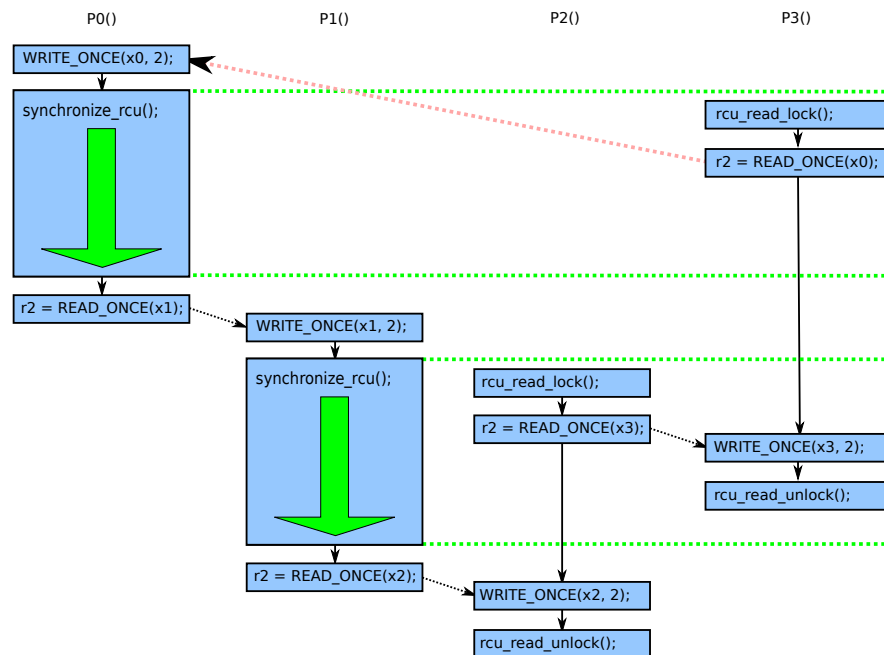 P0()
P1()
P2()
P3()
WRITE_ONCE(x0, 2);
synchronize_rcu();
rcu_read_lock();
r2 = READ_ONCE(x0);
r2 = READ_ONCE(x1);
WRITE_ONCE(x1, 2);
synchronize_rcu();
rcu_read_lock();
r2 = READ_ONCE(x3);
WRITE_ONCE(x3, 2);
rcu_read_unlock();
r2 = READ_ONCE(x2);
WRITE_ONCE(x2, 2);
rcu_read_unlock();